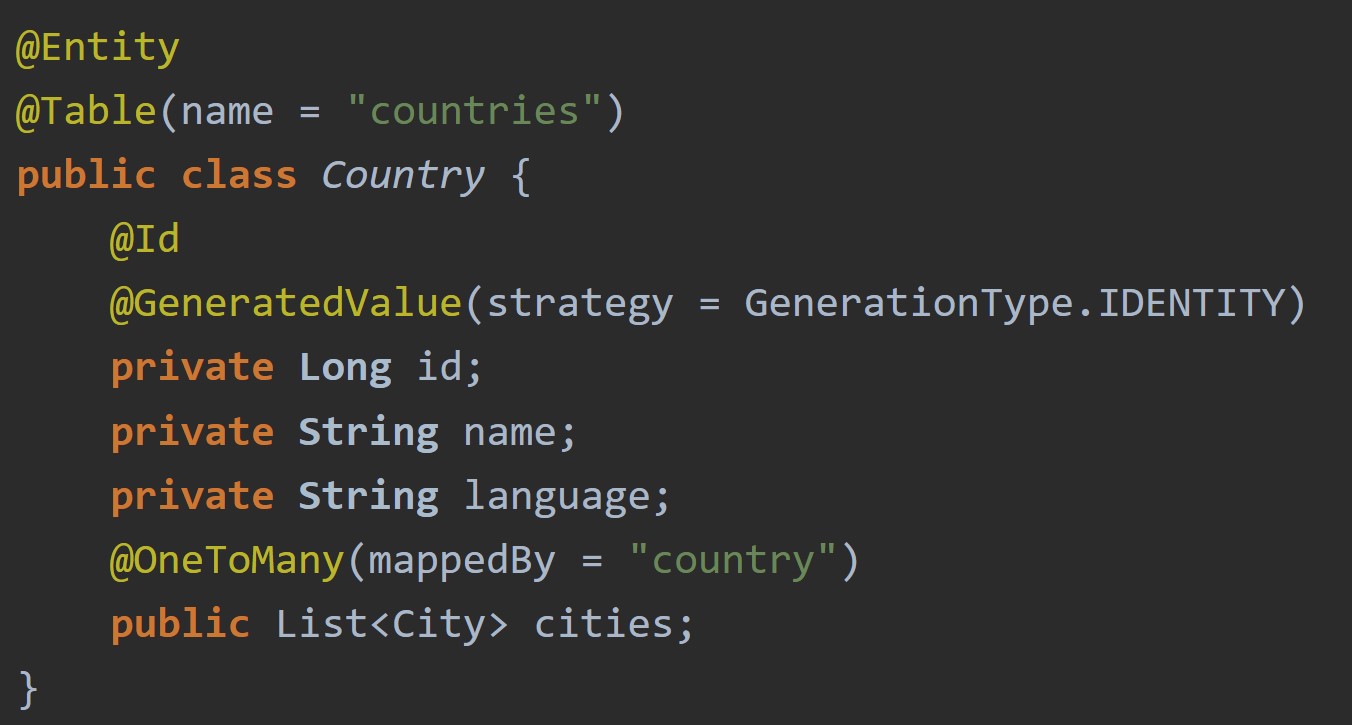 @Entity
@Table(name = "countries")
public class Country {
    @Id
    @GeneratedValue(strategy = GenerationType.IDENTITY)
    private Long id;
    private String name;
    private String language;
    @OneToMany(mappedBy = "country")
    public List<City> cities;
}